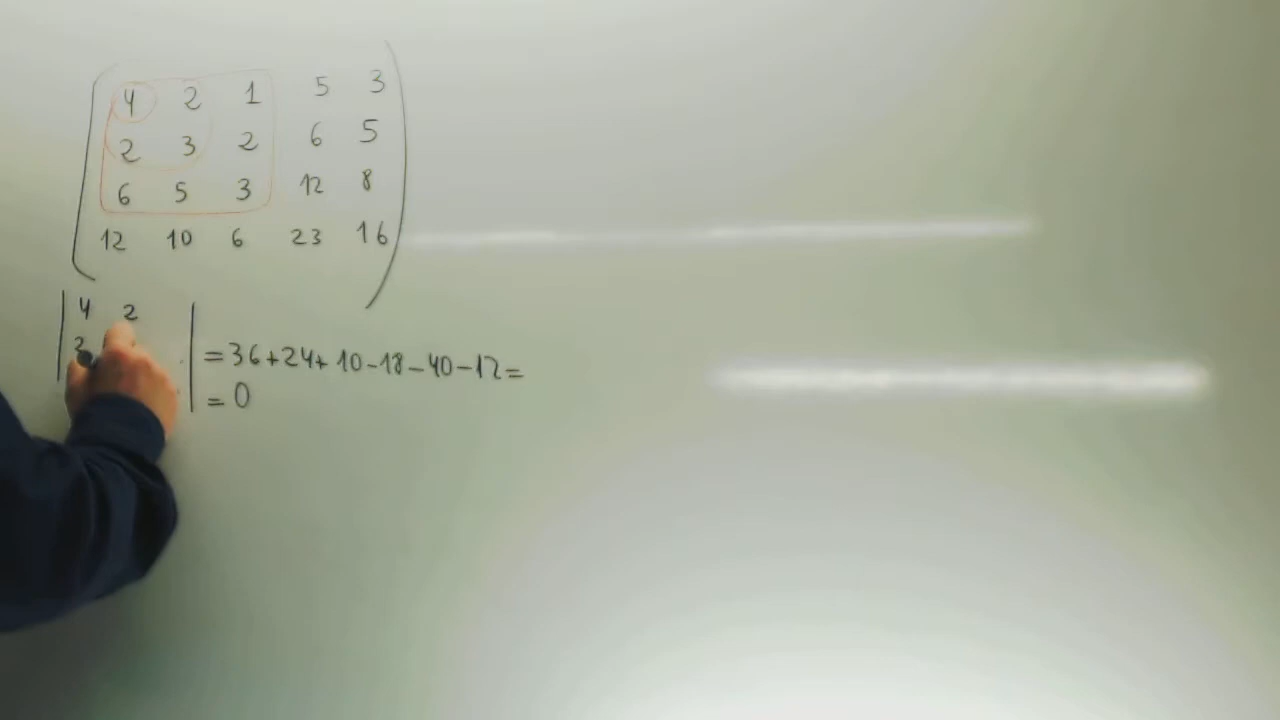 4 2 1 5 3
2 3 2 6 5
6 5 3 12 8
12 10 6 23 16
4 2
2
=36+24+10-18-40-12=
=0